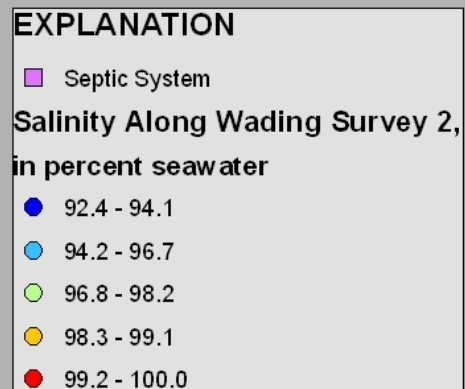 EXPLANATION
Septic System
Salinity Along Wading Survey 2,
in percent seawater
92.4 - 94.1
94.2 - 96.7
96.8 - 98.2
98.3 - 99.1
99.2 - 100.0